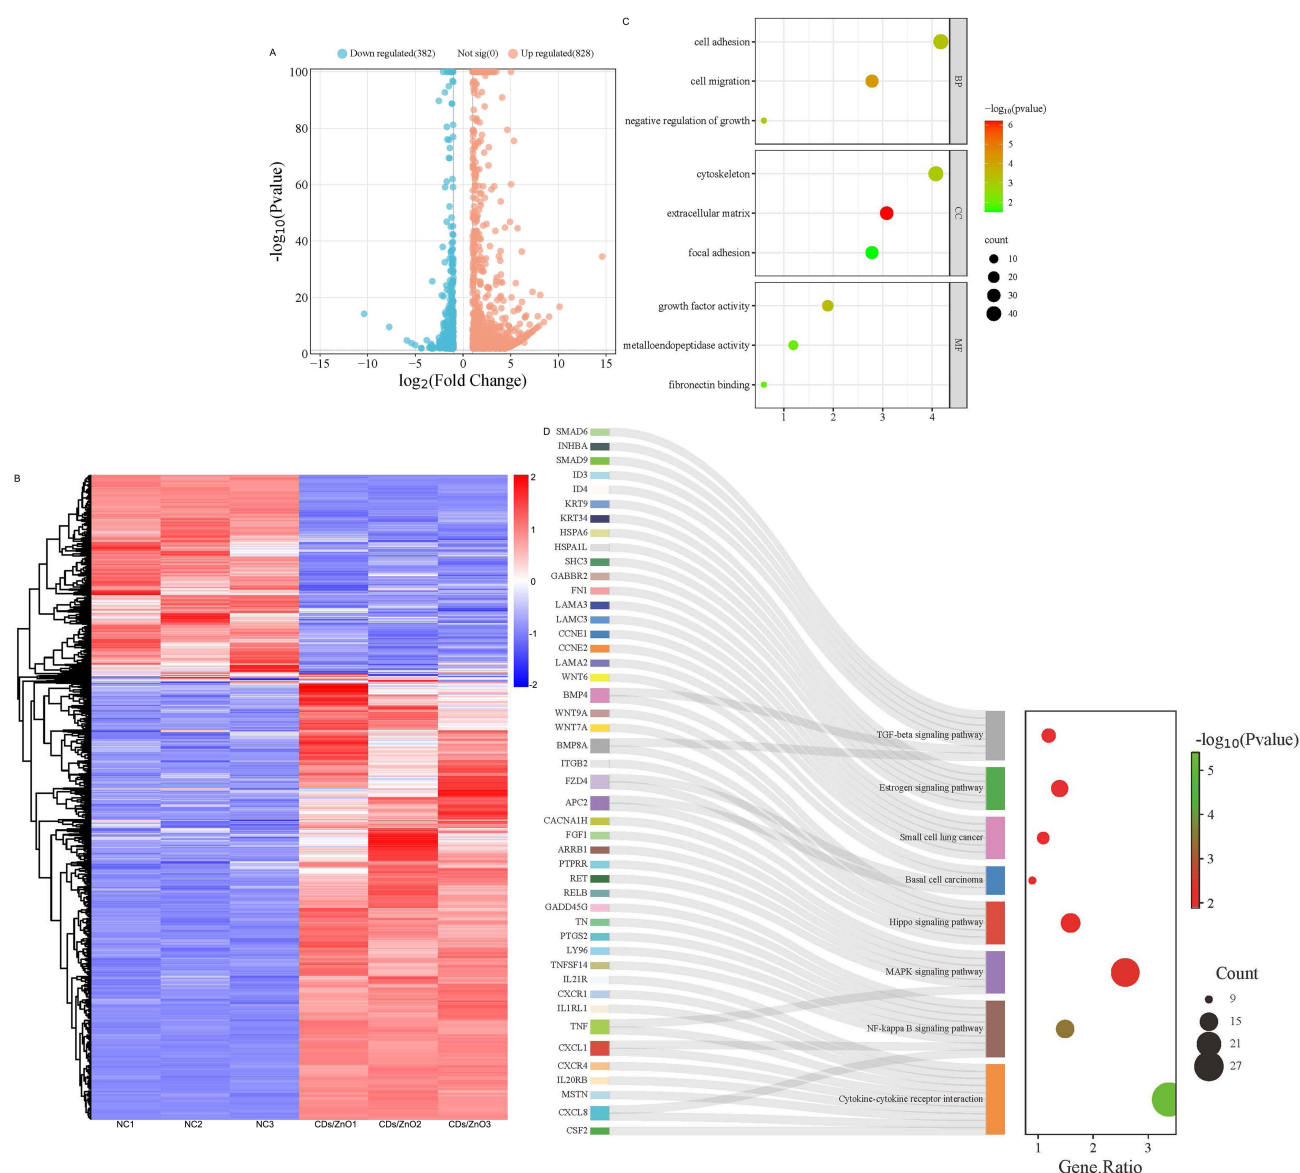 A
Down regulated(382) Not sig(0) Up regulated(828)
100
80
60
40
20
0
-log10(Pvalue)
−15 −10 −5 0 5 10 15
log2(Fold Change)
C
cell adhesion
cell migration
negative regulation of growth
BP
cytoskeleton
extracellular matrix
focal adhesion
CC
growth factor activity
metalloendopeptidase activity
fibronectin binding
MF
1 2 3 4
−log10(pvalue)
6
5
4
3
2
count
10
20
30
40
B
2
1
0
-1
-2
NC1 NC2 NC3 CDs/ZnO1 CDs/ZnO2 CDs/ZnO3
D
SMAD6
INHBA
SMAD9
ID3
ID4
KRT9
KRT34
HSPA6
HSPA1L
SHC3
GABBR2
FN1
LAMA3
LAMC3
CCNE1
CCNE2
LAMA2
WNT6
BMP4
WNT9A
WNT7A
BMP8A
ITGB2
FZD4
APC2
CACNA1H
FGF1
ARRB1
PTPRR
RET
RELB
GADD45G
TN
PTGS2
LY96
TNFSF14
IL21R
CXCR1
IL1RL1
TNF
CXCL1
CXCR4
IL20RB
MSTN
CXCL8
CSF2
TGF-beta signaling pathway
Estrogen signaling pathway
Small cell lung cancer
Basal cell carcinoma
Hippo signaling pathway
MAPK signaling pathway
NF-kappa B signaling pathway
Cytokine-cytokine receptor interaction
1 2 3
Gene.Ratio
-log10(Pvalue)
5
4
3
2
Count
9
15
21
27